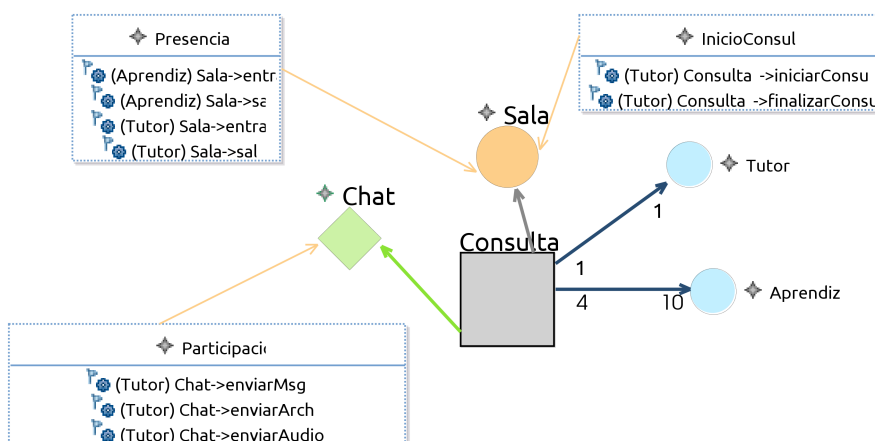 Presencia
(Aprendiz) Sala->entr
(Aprendiz) Sala->sa
(Tutor) Sala->entra
(Tutor) Sala->sal
InicioConsul
(Tutor) Consulta ->iniciarConsu
(Tutor) Consulta ->finalizarConsu
Sala
Tutor
1
Chat
Consulta
1
Aprendiz
4
10
Participaci
(Tutor) Chat->enviarMsg
(Tutor) Chat->enviarArch
(Tutor) Chat->enviarAudio